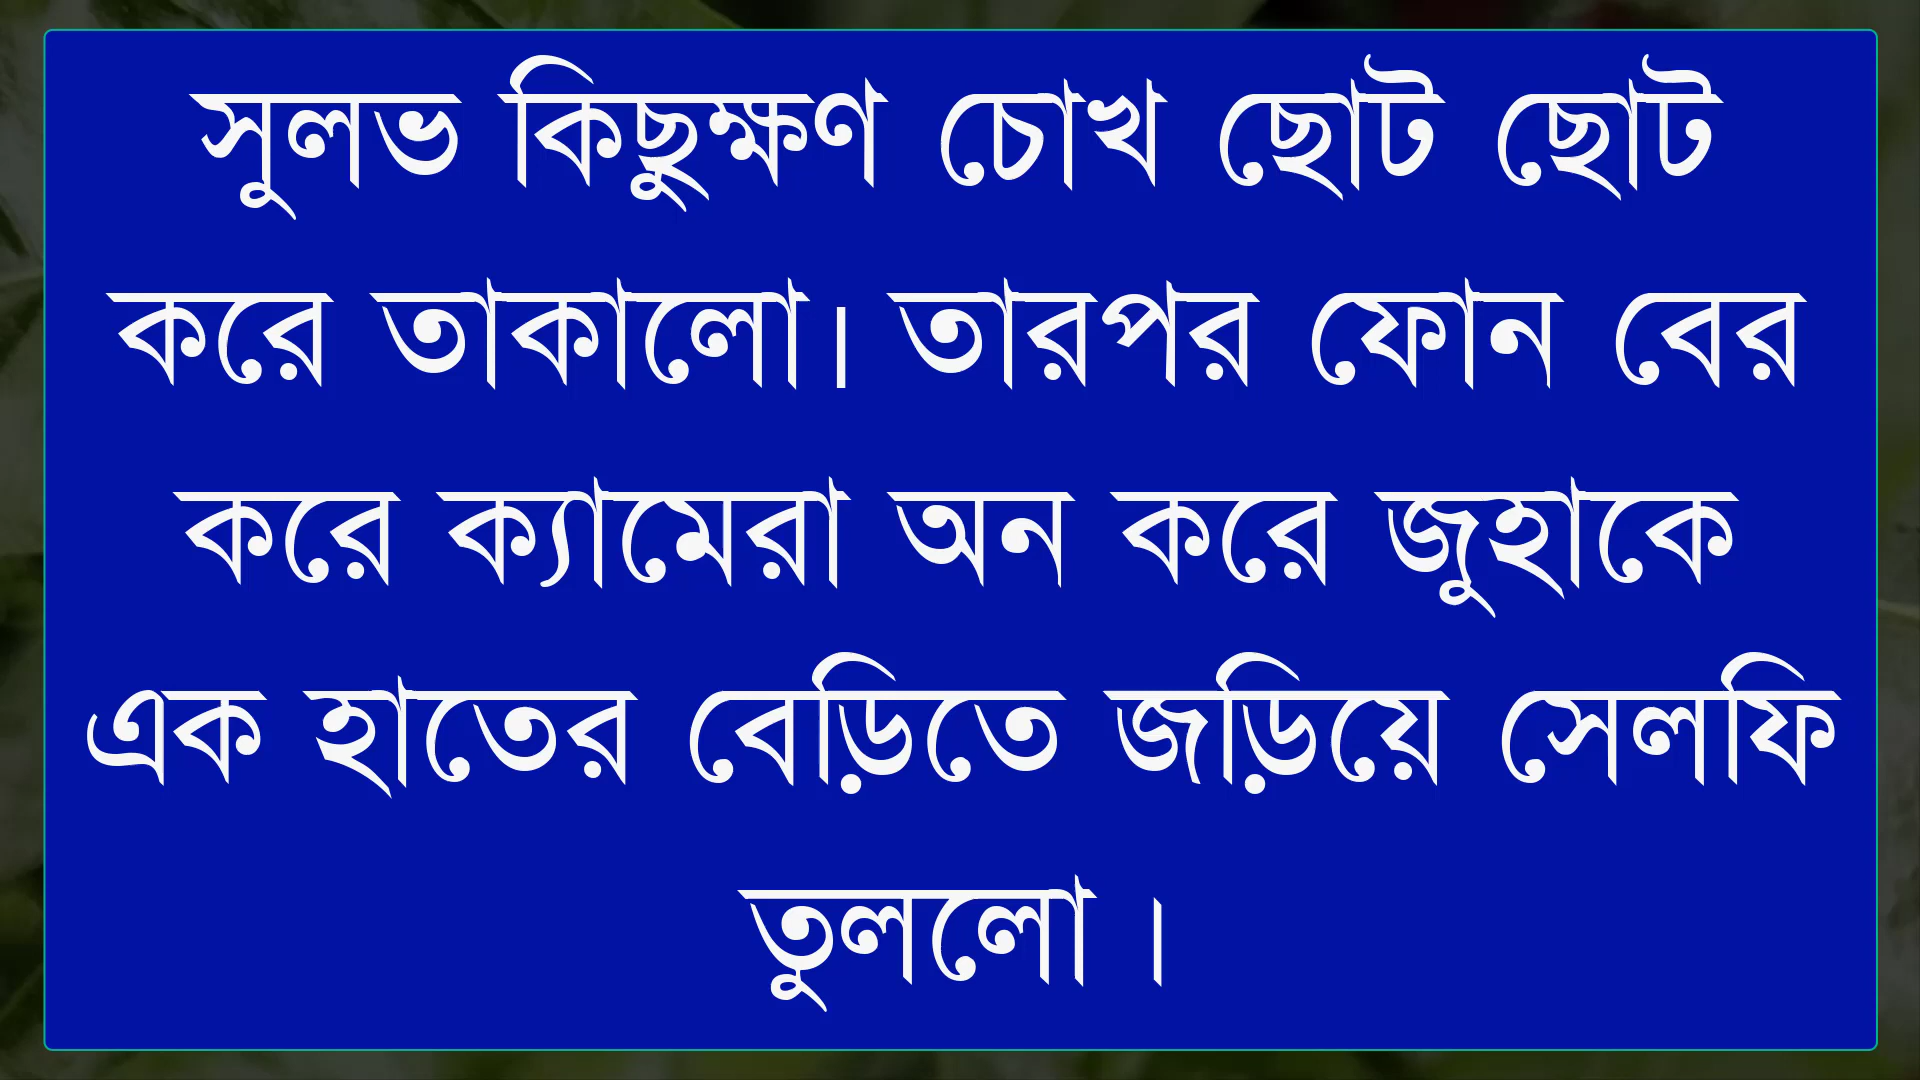 সুলভ কিছুক্ষণ চোখ ছোট ছোট
করে তাকালো। তারপর ফোন বের
করে ক্যামেরা অন করে জুহাকে
এক হাতের বেড়িতে জড়িয়ে সেলফি
তুললো ।